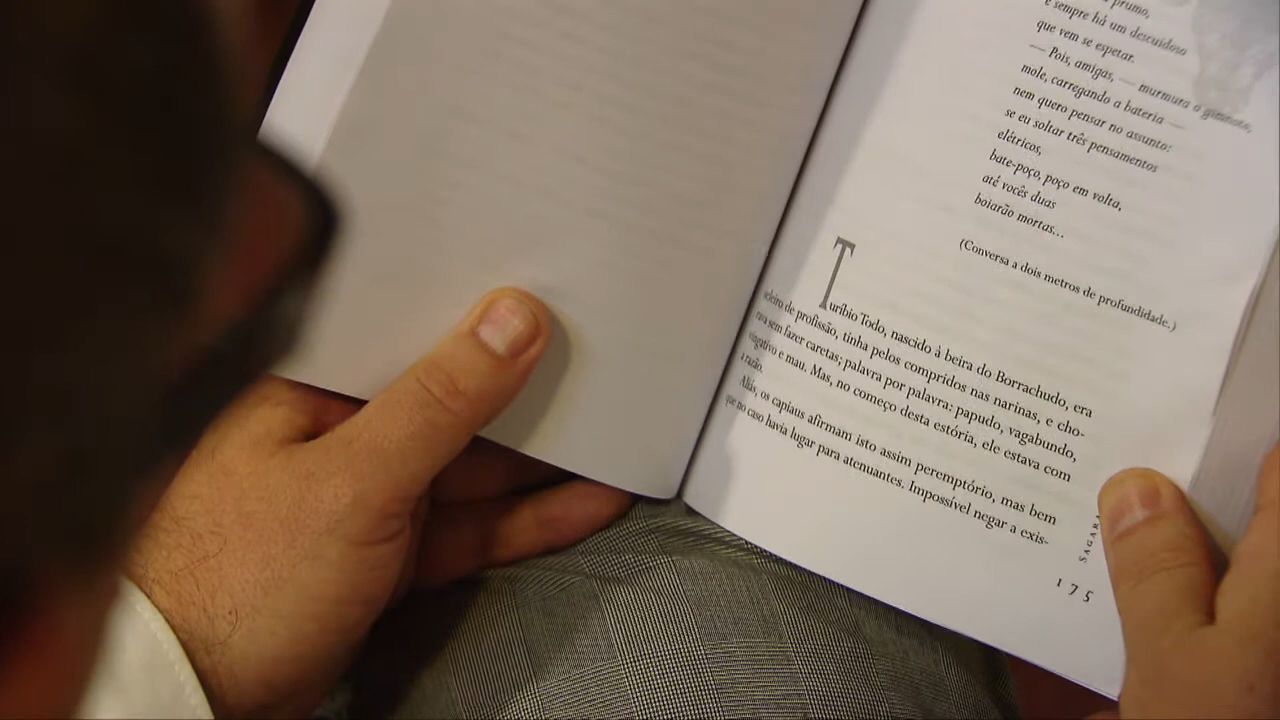 prumo,
e sempre há um descuidoso
que vem se espetar.
— Pois, amigas, — murmura o gimnoto,
mole, carregando a bateria —
nem quero pensar no assunto:
se eu soltar três pensamentos
elétricos,
bate-poço, poço em volta,
até vocês duas
boiarão mortas...
(Conversa a dois metros de profundidade.)
Turíbio Todo, nascido à beira do Borrachudo, era
seleiro de profissão, tinha pelos compridos nas narinas, e cho-
rava sem fazer caretas; palavra por palavra: papudo, vagabundo,
vingativo e mau. Mas, no começo desta estória, ele estava com
a razão.
Aliás, os capiaus afirmam isto assim peremptório, mas bem
que no caso havia lugar para atenuantes. Impossível negar a exis-
SAGARA
175